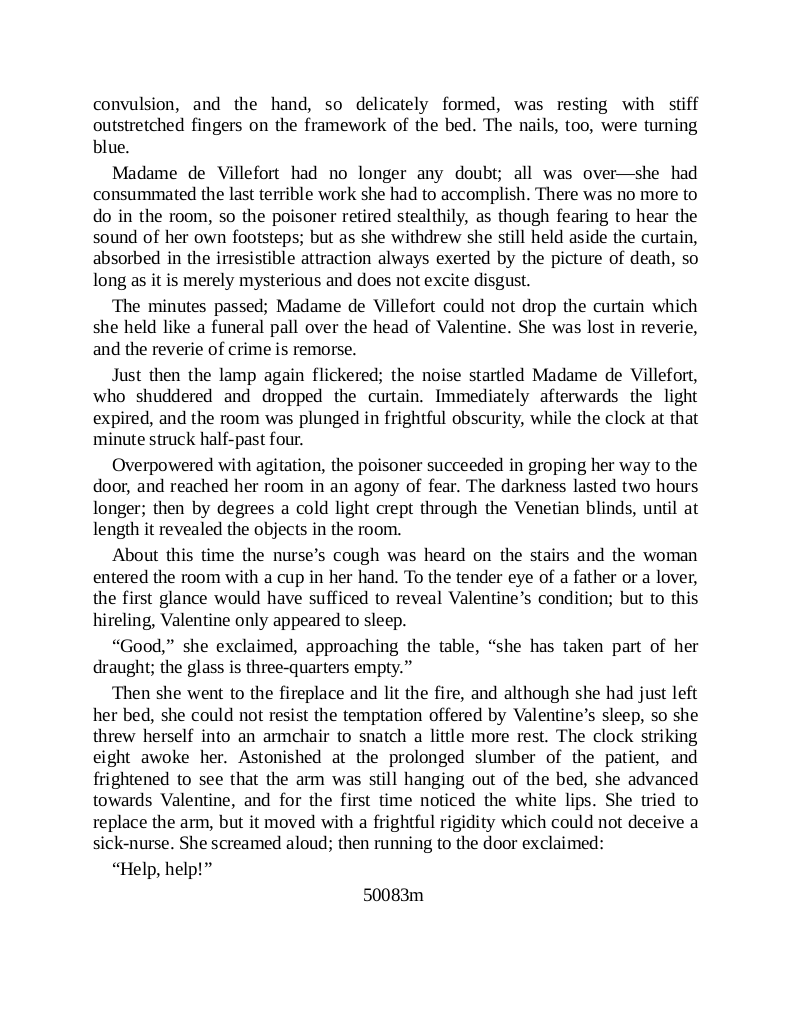 convulsion, and the hand, so delicately formed, was resting with stiff
outstretched fingers on the framework of the bed. The nails, too, were turning
blue.
Madame de Villefort had no longer any doubt; all was over—she had
consummated the last terrible work she had to accomplish. There was no more to
do in the room, so the poisoner retired stealthily, as though fearing to hear the
sound of her own footsteps; but as she withdrew she still held aside the curtain,
absorbed in the irresistible attraction always exerted by the picture of death, so
long as it is merely mysterious and does not excite disgust.
The minutes passed; Madame de Villefort could not drop the curtain which
she held like a funeral pall over the head of Valentine. She was lost in reverie,
and the reverie of crime is remorse.
Just then the lamp again flickered; the noise startled Madame de Villefort,
who shuddered and dropped the curtain. Immediately afterwards the light
expired, and the room was plunged in frightful obscurity, while the clock at that
minute struck half-past four.
Overpowered with agitation, the poisoner succeeded in groping her way to the
door, and reached her room in an agony of fear. The darkness lasted two hours
longer; then by degrees a cold light crept through the Venetian blinds, until at
length it revealed the objects in the room.
About this time the nurse’s cough was heard on the stairs and the woman
entered the room with a cup in her hand. To the tender eye of a father or a lover,
the first glance would have sufficed to reveal Valentine’s condition; but to this
hireling, Valentine only appeared to sleep.
“Good,” she exclaimed, approaching the table, “she has taken part of her
draught; the glass is three-quarters empty.”
Then she went to the fireplace and lit the fire, and although she had just left
her bed, she could not resist the temptation offered by Valentine’s sleep, so she
threw herself into an armchair to snatch a little more rest. The clock striking
eight awoke her. Astonished at the prolonged slumber of the patient, and
frightened to see that the arm was still hanging out of the bed, she advanced
towards Valentine, and for the first time noticed the white lips. She tried to
replace the arm, but it moved with a frightful rigidity which could not deceive a
sick-nurse. She screamed aloud; then running to the door exclaimed:
“Help, help!”
50083m